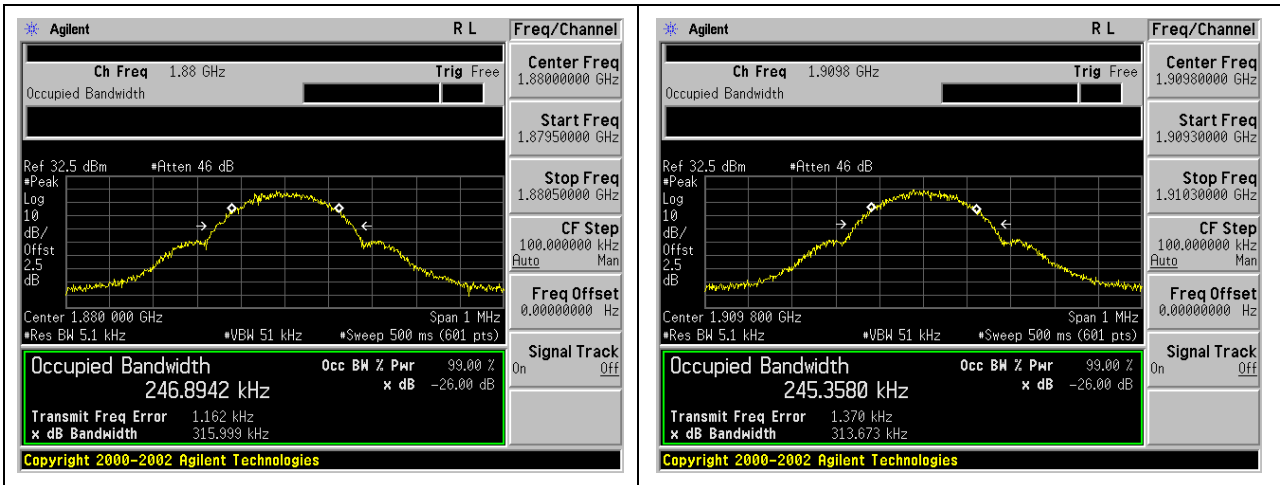 Agilent R L Freq/Channel
Ch Freq 1.88 GHz Trig Free
Occupied Bandwidth
Center Freq
1.88000000 GHz
Start Freq
1.87950000 GHz
Stop Freq
1.88050000 GHz
CF Step
100.000000 kHz
Auto Man
Freq Offset
0.00000000 Hz
Signal Track
On Off
Ref 32.5 dBm #Atten 46 dB
#Peak
Log
10
dB/
Offst
2.5
dB
Center 1.880 000 GHz Span 1 MHz
#Res BW 5.1 kHz #VBW 51 kHz #Sweep 500 ms (601 pts)
Occupied Bandwidth Occ BW % Pwr 99.00 %
246.8942 kHz x dB -26.00 dB
Transmit Freq Error 1.162 kHz
x dB Bandwidth 315.999 kHz
Copyright 2000-2002 Agilent Technologies
Agilent R L Freq/Channel
Ch Freq 1.9098 GHz Trig Free
Occupied Bandwidth
Center Freq
1.90980000 GHz
Start Freq
1.90930000 GHz
Stop Freq
1.91030000 GHz
CF Step
100.000000 kHz
Auto Man
Freq Offset
0.00000000 Hz
Signal Track
On Off
Ref 32.5 dBm #Atten 46 dB
#Peak
Log
10
dB/
Offst
2.5
dB
Center 1.909 800 GHz Span 1 MHz
#Res BW 5.1 kHz #VBW 51 kHz #Sweep 500 ms (601 pts)
Occupied Bandwidth Occ BW % Pwr 99.00 %
245.3580 kHz x dB -26.00 dB
Transmit Freq Error 1.370 kHz
x dB Bandwidth 313.673 kHz
Copyright 2000-2002 Agilent Technologies